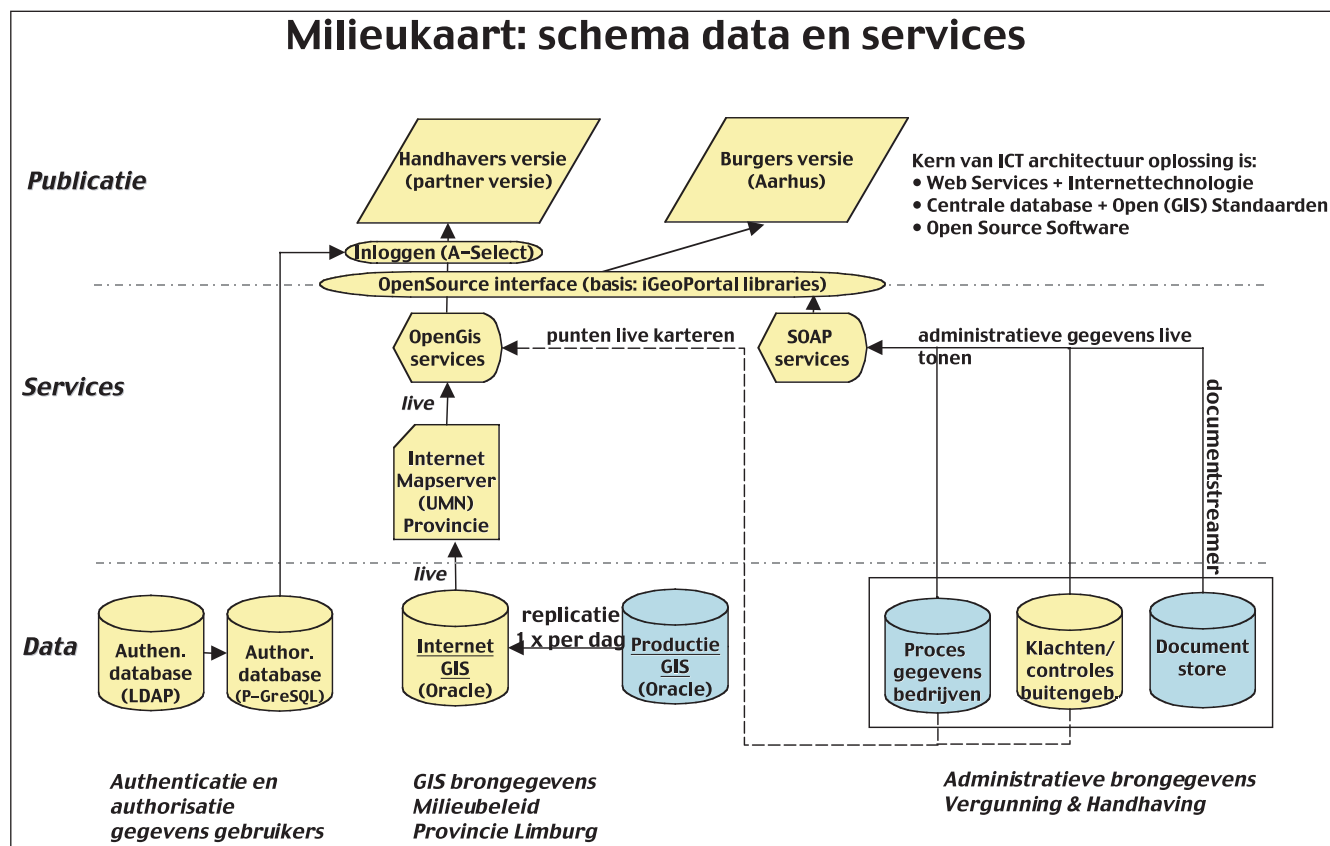 Milieukaart: schema data en services
Publicatie
Handhavers versie
(partner versie)
Burgers versie
(Aarhus)
Kern van ICT architectuur oplossing is:
• Web Services + Internettechnologie
• Centrale database + Open (GIS) Standaarden
• Open Source Software
Inloggen (A-Select)
OpenSource interface (basis: iGeoPortal libraries)
Services
OpenGis
services
punten live karteren
SOAP
services
administratieve gegevens live
tonen
live
documentstreamer
Internet
Mapserver
(UMN)
Provincie
live
Data
Authen.
database
(LDAP)
Author.
database
(P-GreSQL)
Internet
GIS
(Oracle)
replicatie
1 x per dag
Productie
GIS
(Oracle)
Proces
gegevens
bedrijven
Klachten/
controles
buitengeb.
Document
store
Authenticatie en
authorisatie
gegevens gebruikers
GIS brongegevens
Milieubeleid
Provincie Limburg
Administratieve brongegevens
Vergunning & Handhaving